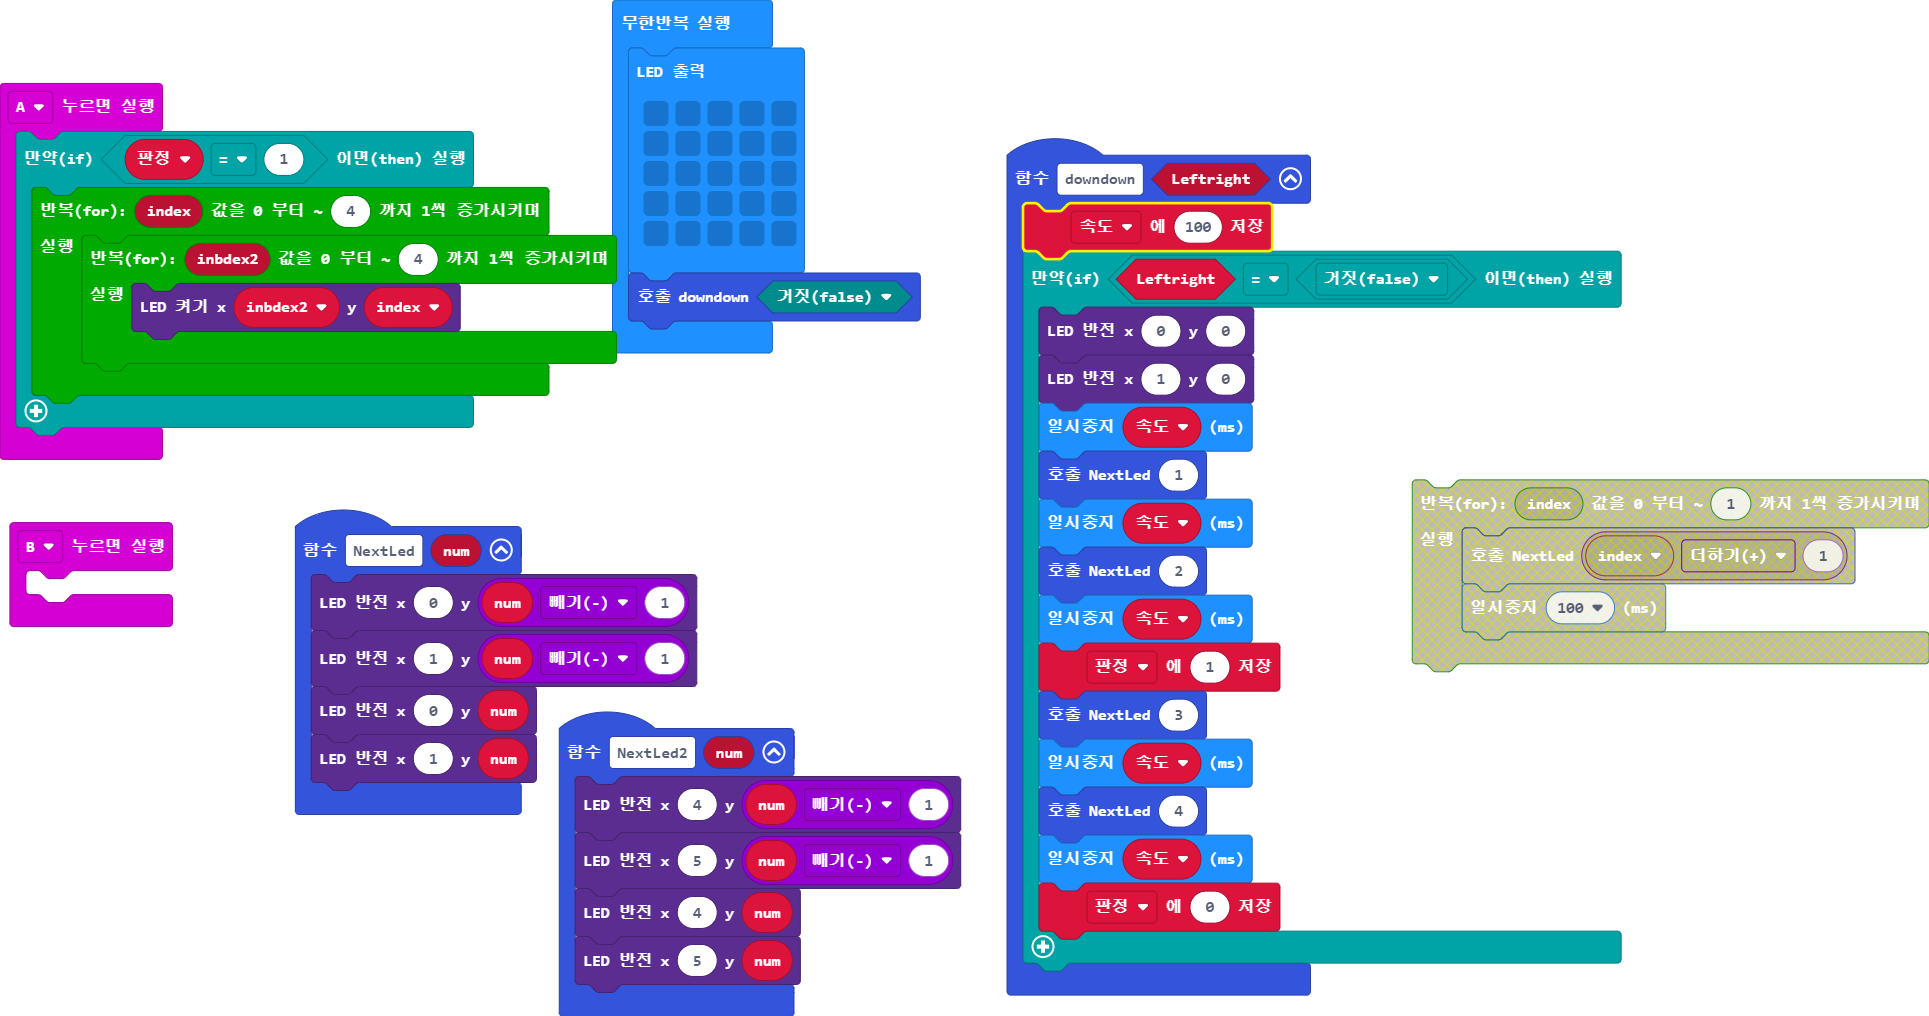 A 누르면 실행
만약(if) 판정 = 1 이면(then) 실행
반복(for): index 값을 0 부터 ~ 4 까지 1씩 증가시키며
실행 반복(for): inbdex2 값을 0 부터 ~ 4 까지 1씩 증가시키며
실행 LED 켜기 x inbdex2 y index
무한반복 실행
LED 출력
호출 downdown 거짓(false)
B 누르면 실행
함수 NextLed num
LED 반전 x 0 y num 빼기(-) 1
LED 반전 x 1 y num 빼기(-) 1
LED 반전 x 0 y num
LED 반전 x 1 y num
함수 NextLed2 num
LED 반전 x 4 y num 빼기(-) 1
LED 반전 x 5 y num 빼기(-) 1
LED 반전 x 4 y num
LED 반전 x 5 y num
함수 downdown Leftright
속도 에 100 저장
만약(if) Leftright = 거짓(false) 이면(then) 실행
LED 반전 x 0 y 0
LED 반전 x 1 y 0
일시중지 속도 (ms)
호출 NextLed 1
일시중지 속도 (ms)
호출 NextLed 2
일시중지 속도 (ms)
판정 에 1 저장
호출 NextLed 3
일시중지 속도 (ms)
호출 NextLed 4
일시중지 속도 (ms)
판정 에 0 저장
반복(for): index 값을 0 부터 ~ 1 까지 1씩 증가시키며
실행 호출 NextLed index 더하기(+) 1
일시중지 100 (ms)